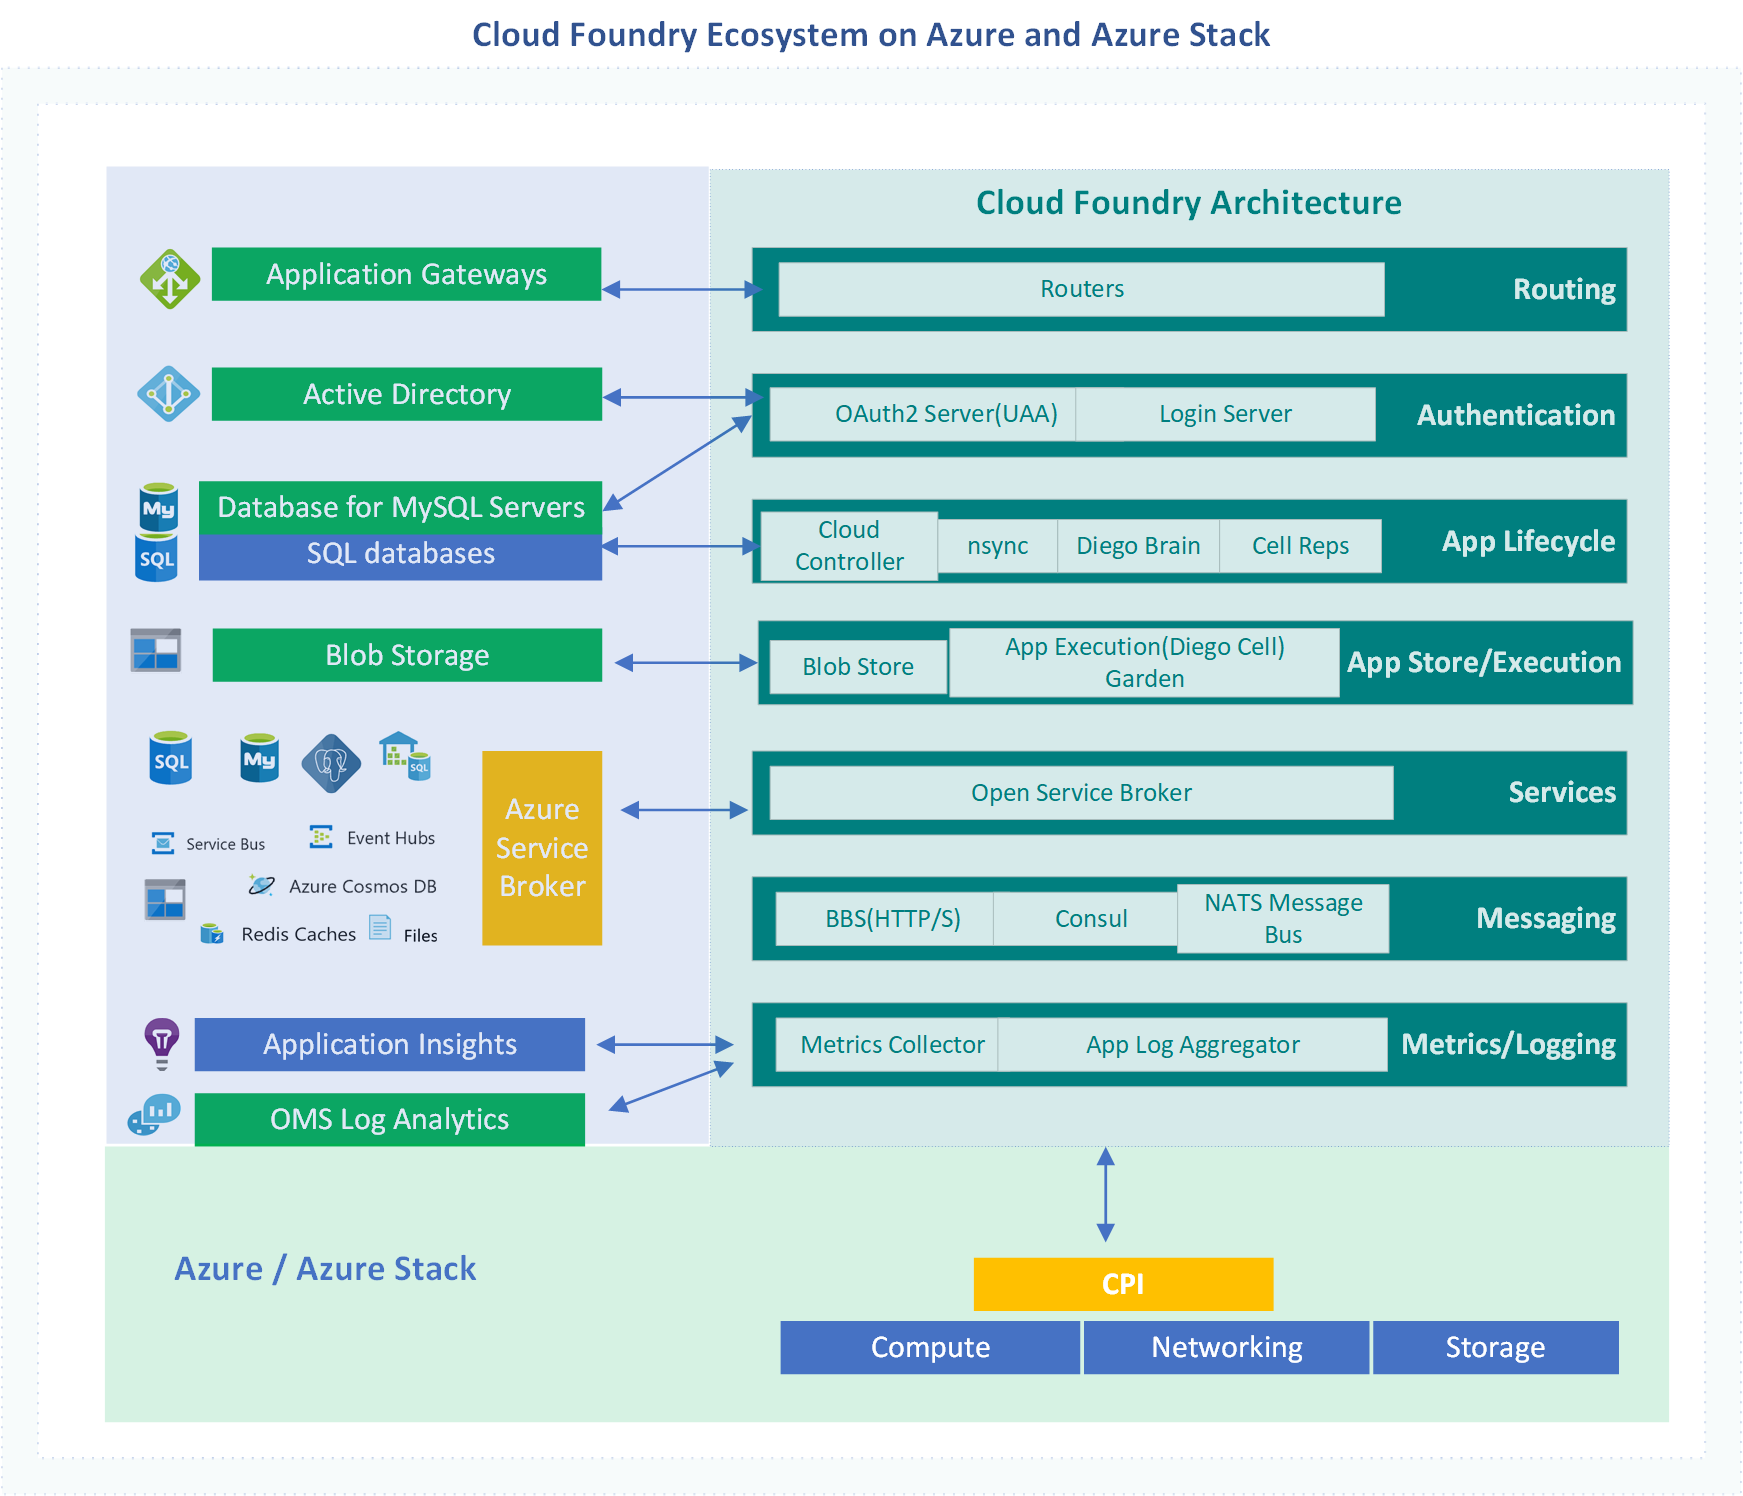 Cloud Foundry Ecosystem on Azure and Azure Stack
Cloud Foundry Architecture
Application Gateways
Routers
Routing
Active Directory
OAuth2 Server(UAA)
Login Server
Authentication
My
Database for MySQL Servers
SQL
SQL databases
Cloud
Controller
nsync
Diego Brain
Cell Reps
App Lifecycle
Blob Storage
Blob Store
App Execution(Diego Cell)
Garden
App Store/Execution
SQL
My
SQL
Service Bus
Event Hubs
Azure Cosmos DB
Redis Caches
Files
Azure
Service
Broker
Open Service Broker
Services
BBS(HTTP/S)
Consul
NATS Message
Bus
Messaging
Application Insights
Metrics Collector
App Log Aggregator
Metrics/Logging
OMS Log Analytics
Azure / Azure Stack
CPI
Compute
Networking
Storage